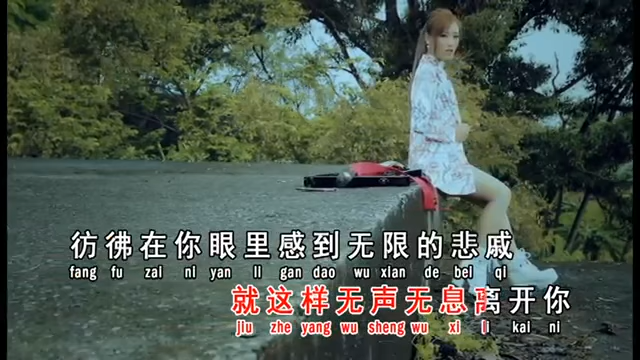 彷彿在你眼里感到无限的悲戚
fang fu zai ni yan li gan dao wu xian de bei qi
就这样无声无息离开你
jiu zhe yang wu sheng wu xi li kai ni